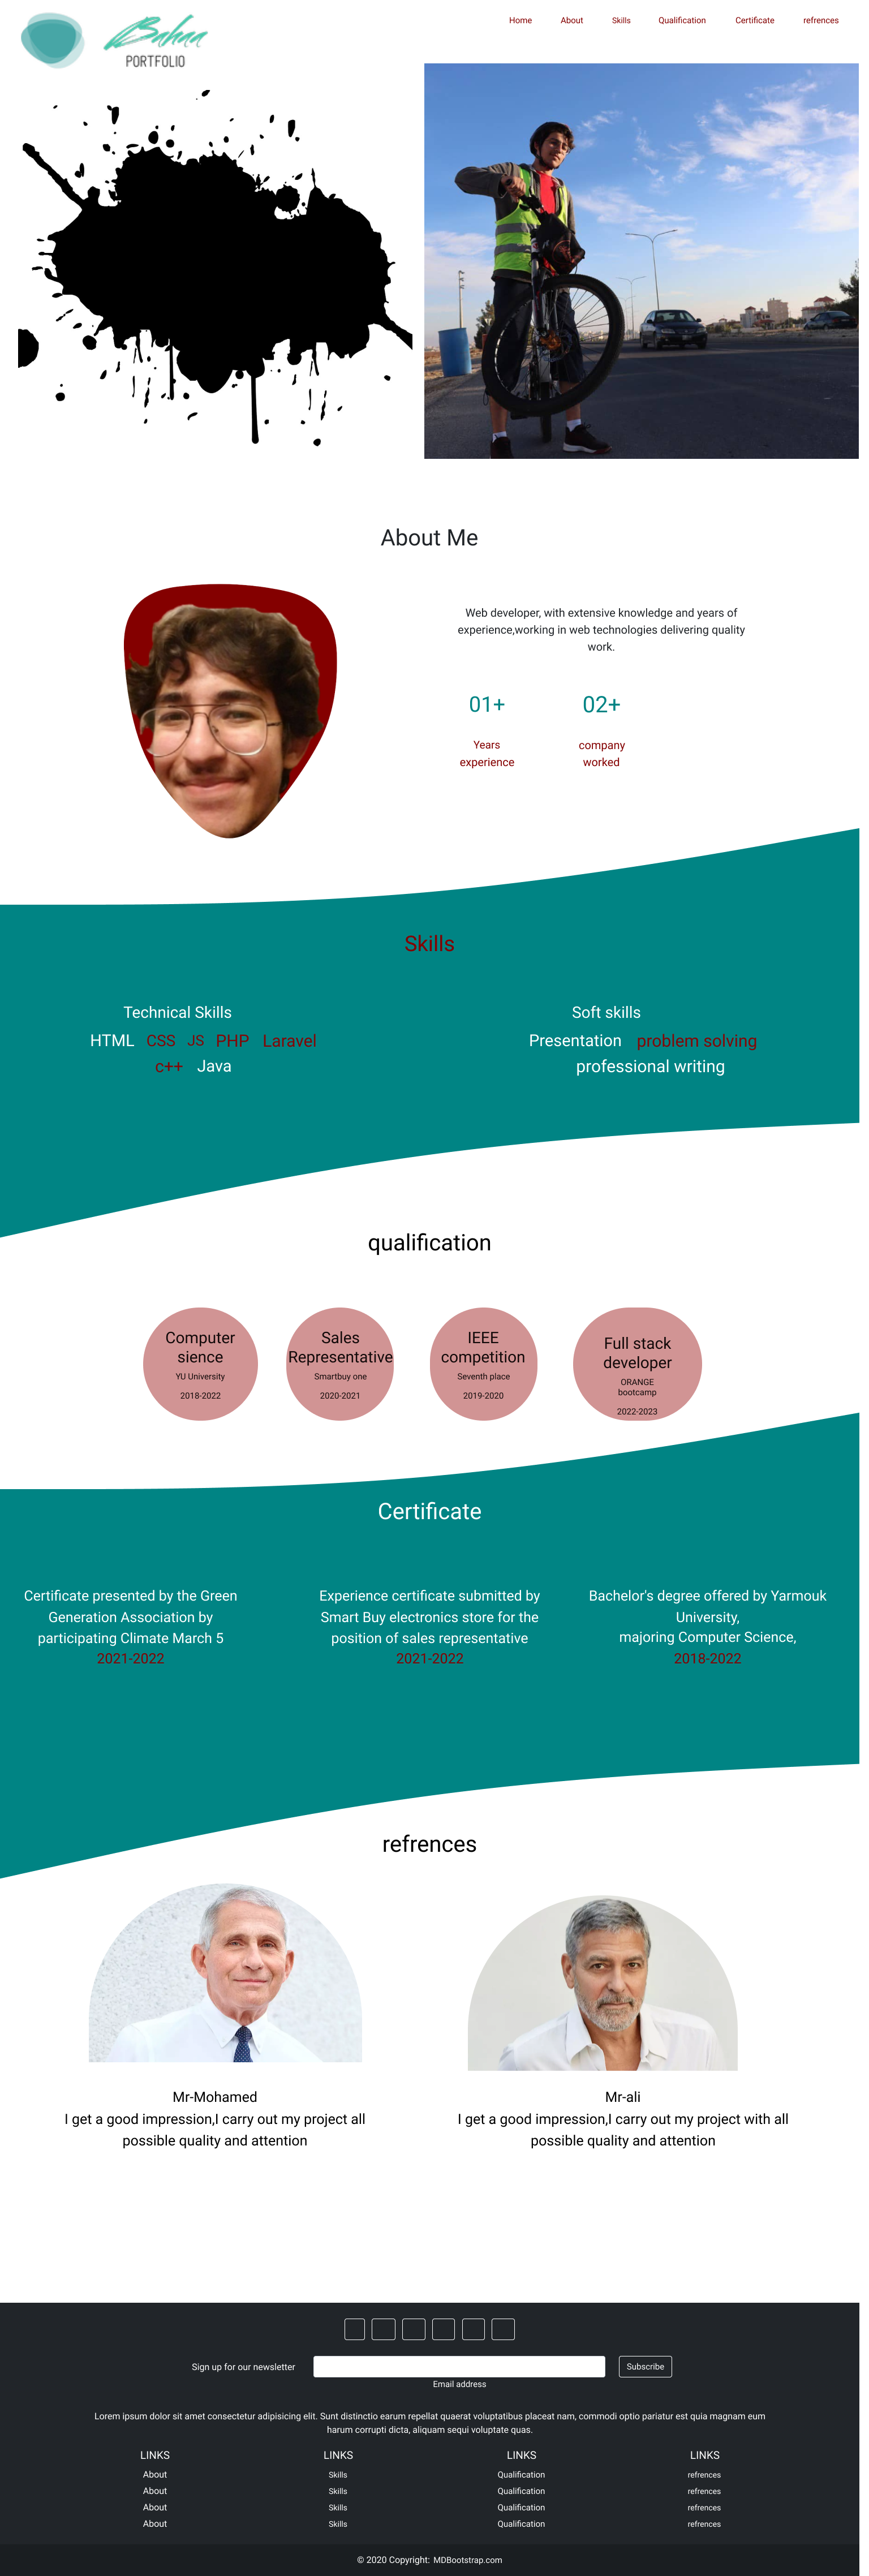 Bahaa
PORTFOLIO
Home About Skills Qualification Certificate refrences
About Me
Web developer, with extensive knowledge and years of
experience,working in web technologies delivering quality
work.
01+
Years
experience
02+
company
worked
Skills
Technical Skills
HTML CSS JS PHP Laravel
c++ Java
Soft skills
Presentation problem solving
professional writing
qualification
Computer
sience
YU University
2018-2022
Sales
Representative
Smartbuy one
2020-2021
IEEE
competition
Seventh place
2019-2020
Full stack
developer
ORANGE
bootcamp
2022-2023
Certificate
Certificate presented by the Green
Generation Association by
participating Climate March 5
2021-2022
Experience certificate submitted by
Smart Buy electronics store for the
position of sales representative
2021-2022
Bachelor's degree offered by Yarmouk
University,
majoring Computer Science,
2018-2022
refrences
Mr-Mohamed
I get a good impression,I carry out my project all
possible quality and attention
Mr-ali
I get a good impression,I carry out my project with all
possible quality and attention
Sign up for our newsletter
Email address
Subscribe
Lorem ipsum dolor sit amet consectetur adipisicing elit. Sunt distinctio earum repellat quaerat voluptatibus placeat nam, commodi optio pariatur est quia magnam eum
harum corrupti dicta, aliquam sequi voluptate quas.
LINKS
About
About
About
About
LINKS
Skills
Skills
Skills
Skills
LINKS
Qualification
Qualification
Qualification
Qualification
LINKS
refrences
refrences
refrences
refrences
© 2020 Copyright: MDBootstrap.com